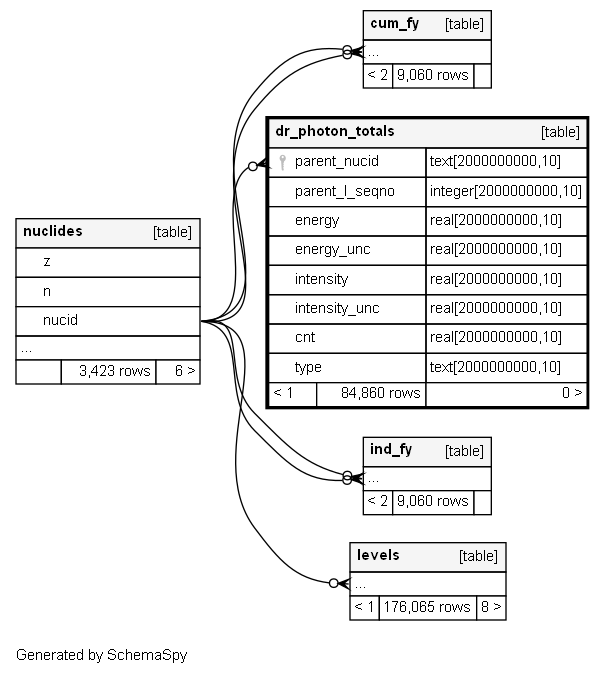 cum_fy [table]
...
< 2 9,060 rows
dr_photon_totals [table]
parent_nucid text[2000000000,10]
parent_l_seqno integer[2000000000,10]
energy real[2000000000,10]
energy_unc real[2000000000,10]
intensity real[2000000000,10]
intensity_unc real[2000000000,10]
cnt real[2000000000,10]
type text[2000000000,10]
< 1 84,860 rows 0 >
nuclides [table]
z
n
nucid
...
3,423 rows 6 >
ind_fy [table]
...
< 2 9,060 rows
levels [table]
...
< 1 176,065 rows 8 >
Generated by SchemaSpy